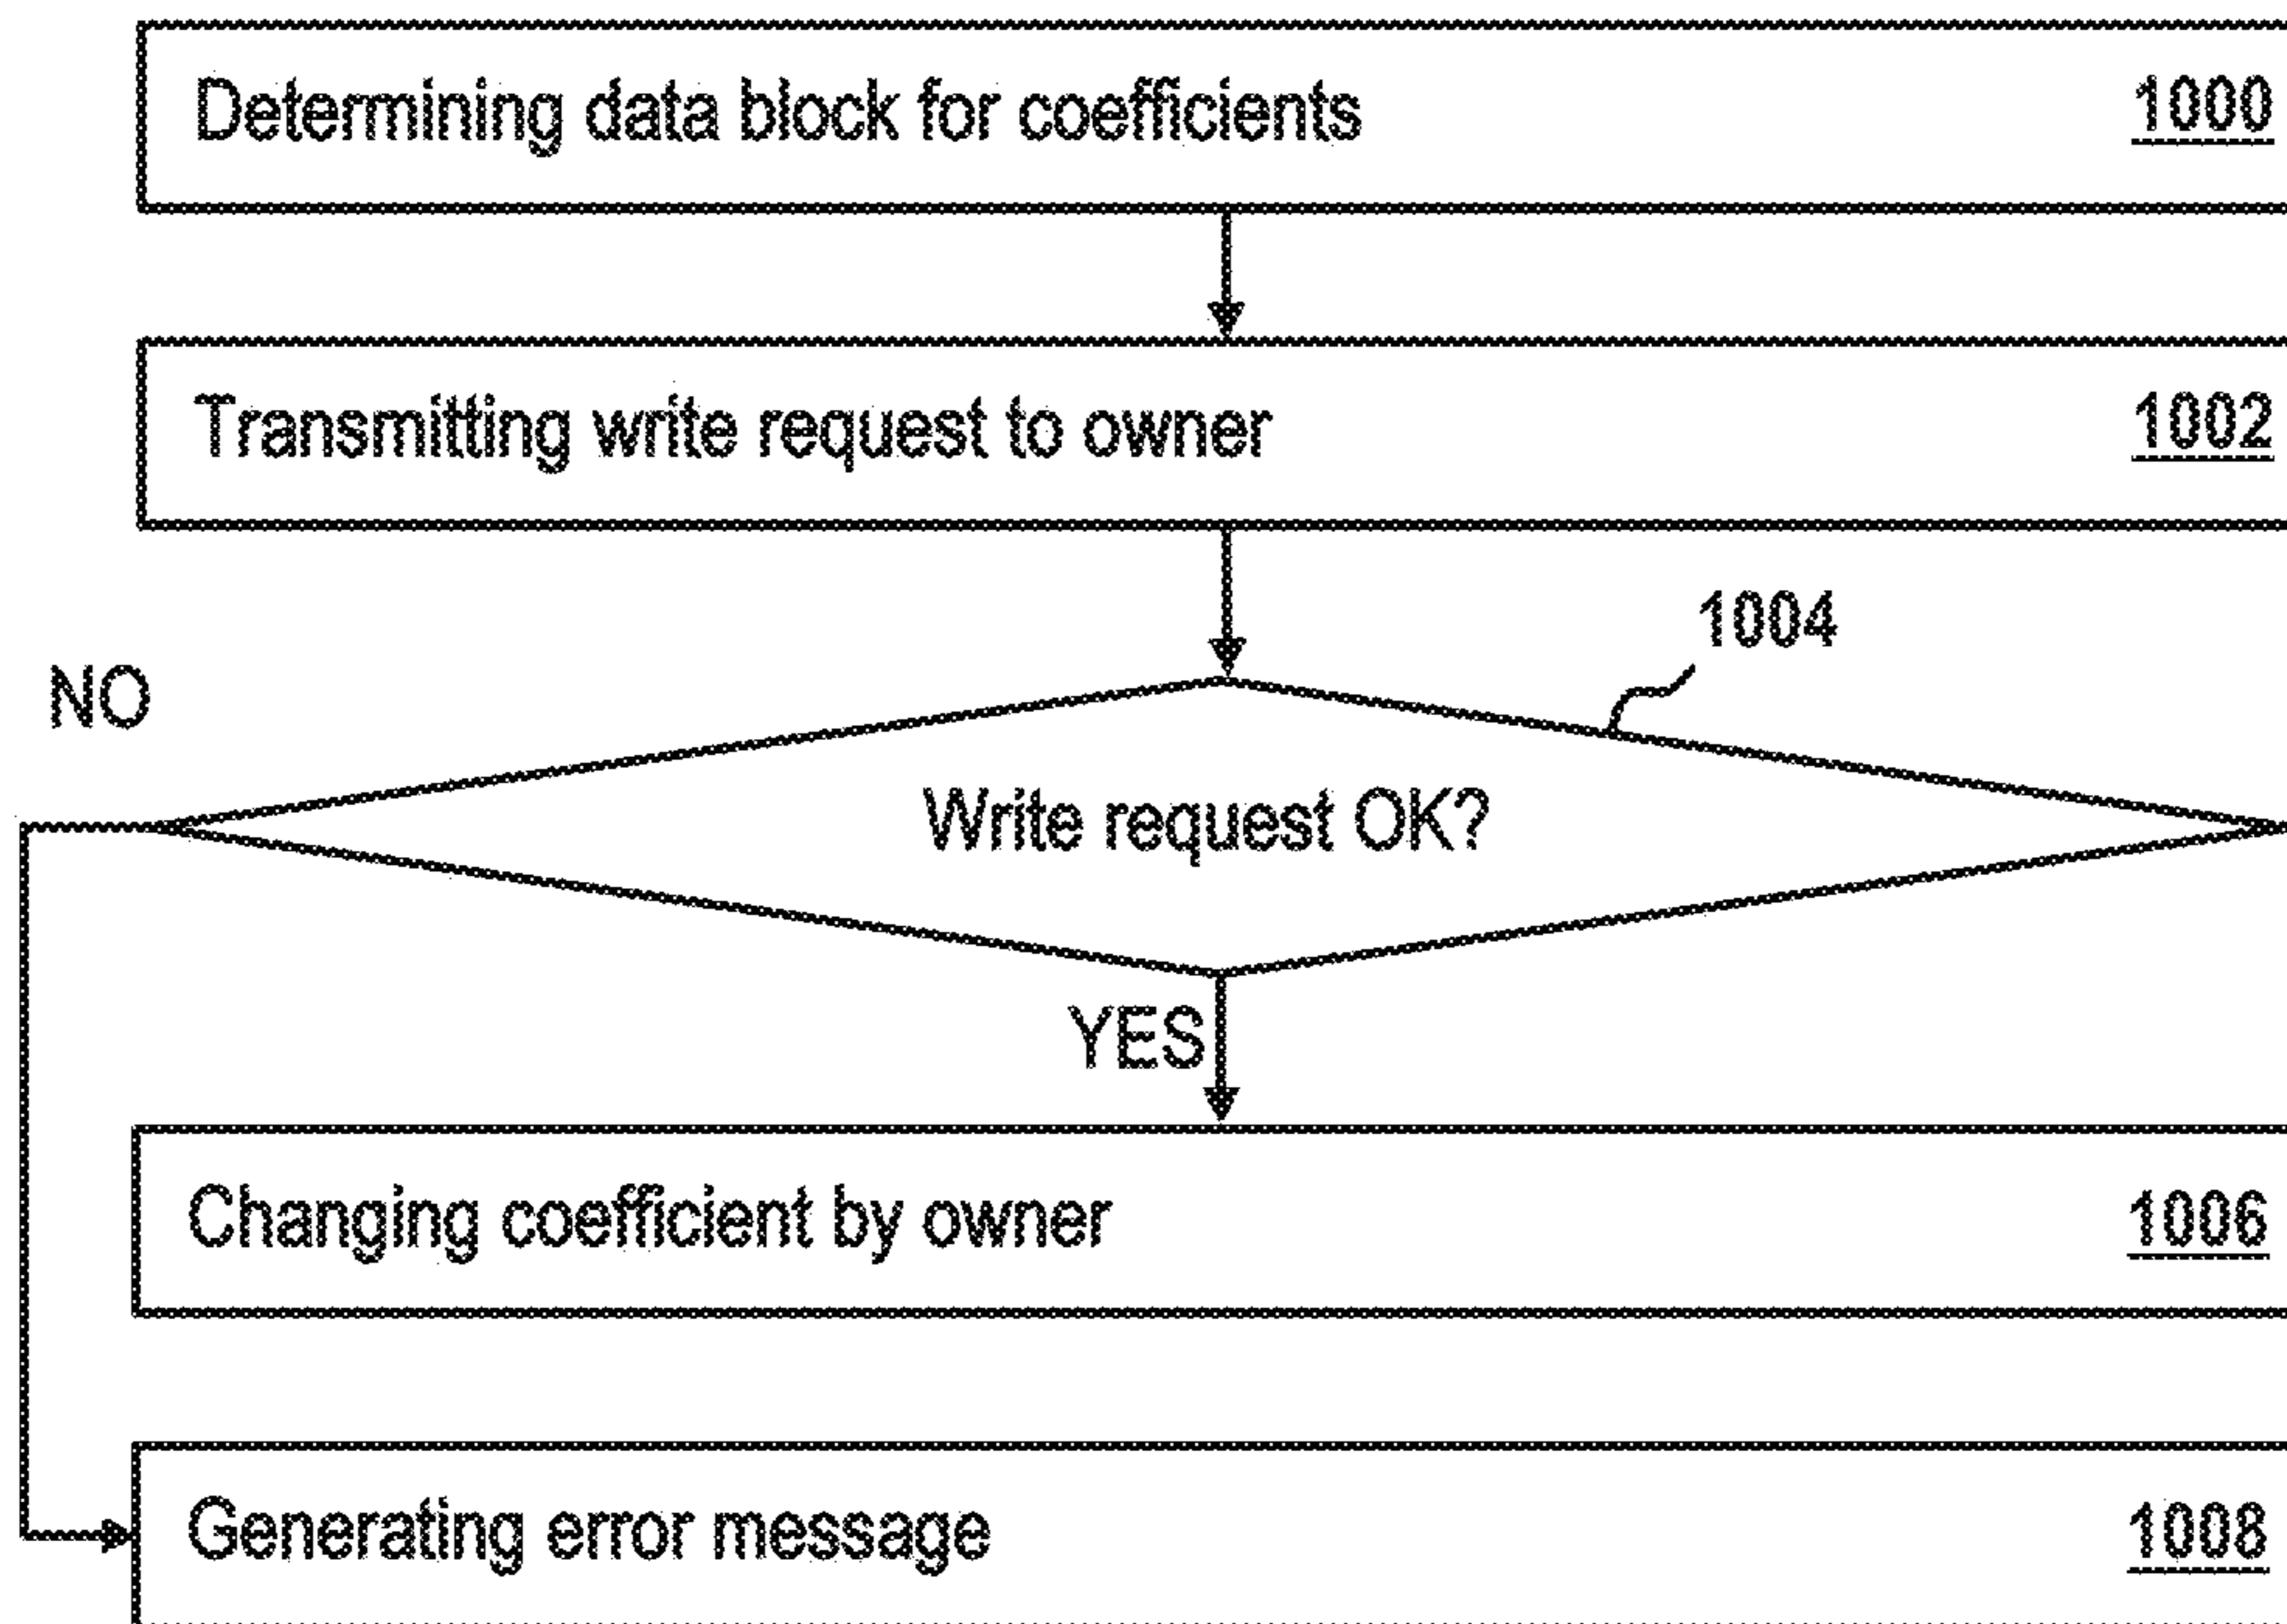 Determining data block for coefficients 1000
Transmitting write request to owner 1002
1004
NO
Write request OK?
YES
Changing coefficient by owner 1006
Generating error message 1008